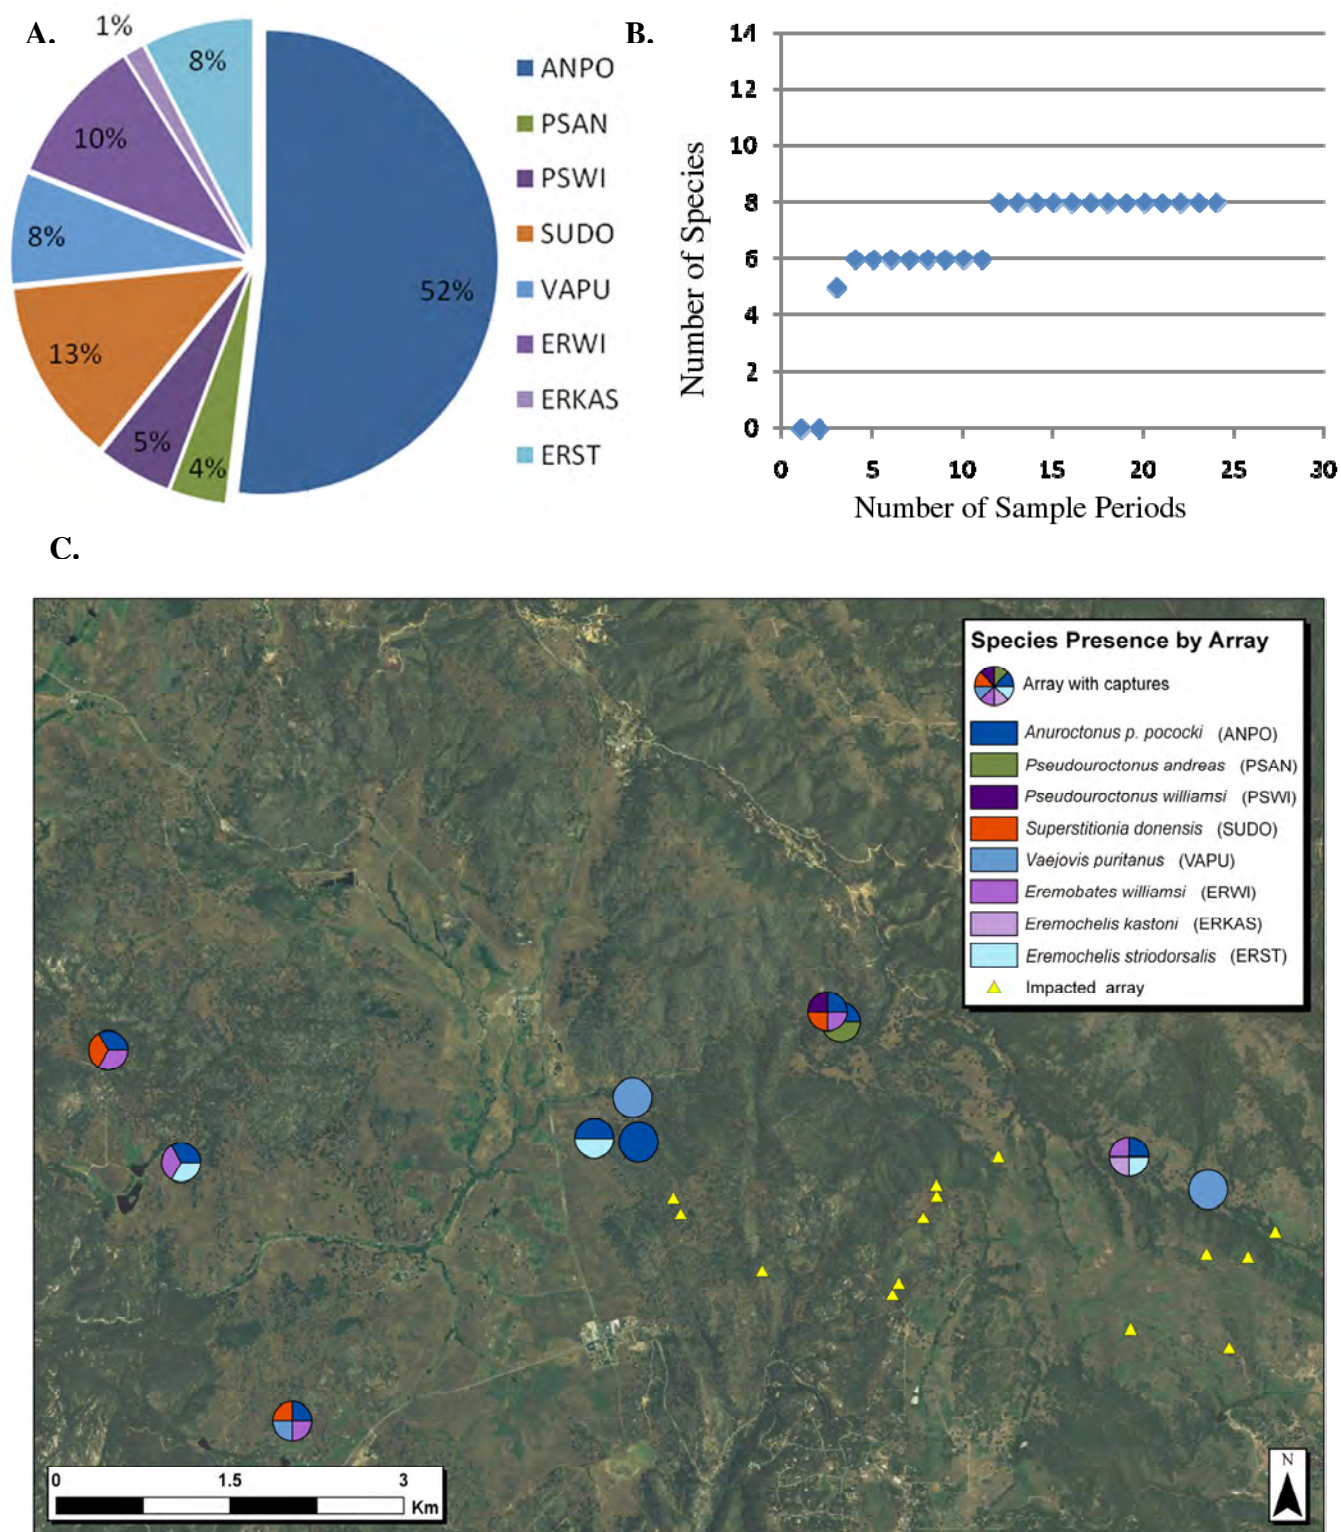 A.
1%
8%
10%
8%
13%
5%
4%
52%
ANPO
PSAN
PSWI
SUDO
VAPU
ERWI
ERKAS
ERST
B.
Number of Species
14
12
10
8
6
4
2
0
0 5 10 15 20 25 30
Number of Sample Periods
C.
Species Presence by Array
Array with captures
Anuroctonus p. pococki (ANPO)
Pseudouroctonus andreas (PSAN)
Pseudouroctonus williamsi (PSWI)
Superstitionia donensis (SUDO)
Vaejovis puritanus (VAPU)
Eremobates williamsi (ERWI)
Eremochelis kastoni (ERKAS)
Eremochelis striodorsalis (ERST)
Impacted array
0 1.5 3
Km
N